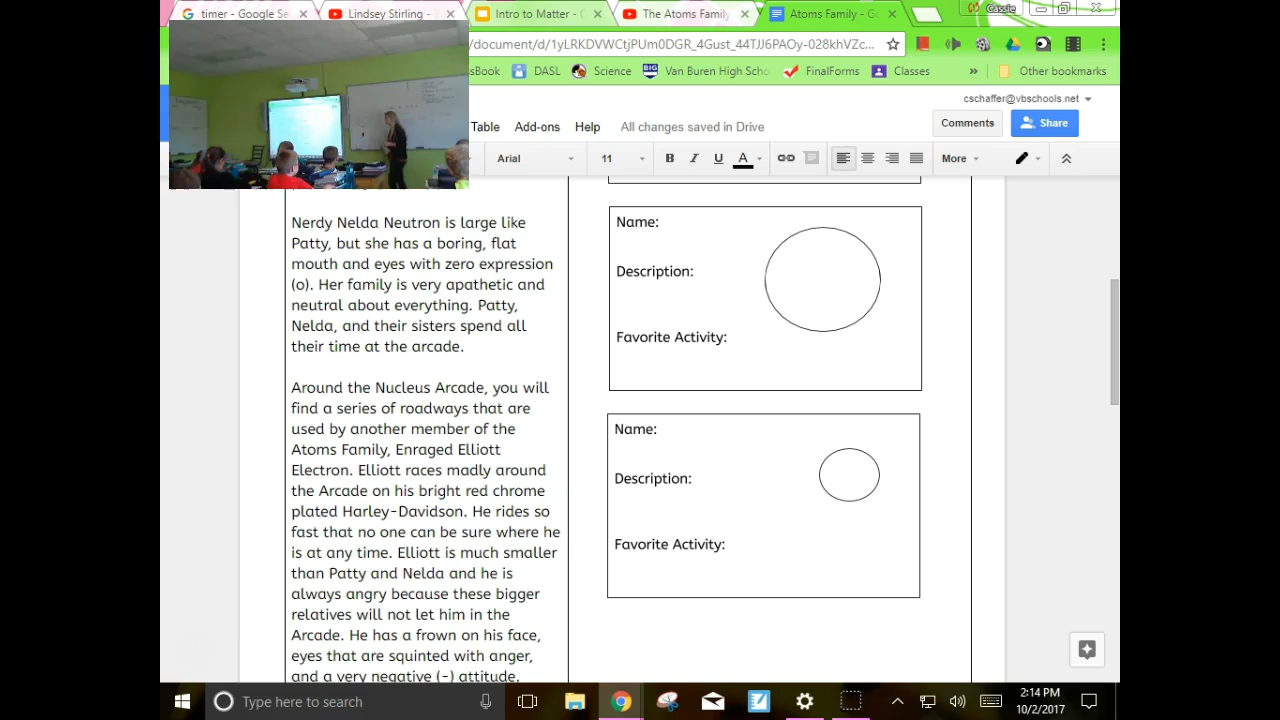 timer - Google Se
Lindsey Stirling -
Intro to Matter - G
The Atoms Family
Atoms Family - Go
Cassie
/document/d/1yLRKDVWCtjPUm0DGR_4Gust_44TJJ6PAOy-028khVZc...
sBook
DASL
Science
BIG
Van Buren High Scho
FinalForms
Classes
»
Other bookmarks
cschaffer@vbschools.net
Table Add-ons Help All changes saved in Drive
Comments
Share
Arial 11 B I U A More
Nerdy Nelda Neutron is large like
Patty, but she has a boring, flat
mouth and eyes with zero expression
(o). Her family is very apathetic and
neutral about everything. Patty,
Nelda, and their sisters spend all
their time at the arcade.
Around the Nucleus Arcade, you will
find a series of roadways that are
used by another member of the
Atoms Family, Enraged Elliott
Electron. Elliott races madly around
the Arcade on his bright red chrome
plated Harley-Davidson. He rides so
fast that no one can be sure where he
is at any time. Elliott is much smaller
than Patty and Nelda and he is
always angry because these bigger
relatives will not let him in the
Arcade. He has a frown on his face,
eyes that are squinted with anger,
and a very negative (-) attitude.
Name:
Description:
Favorite Activity:
Name:
Description:
Favorite Activity:
Type here to search
2:14 PM
10/2/2017